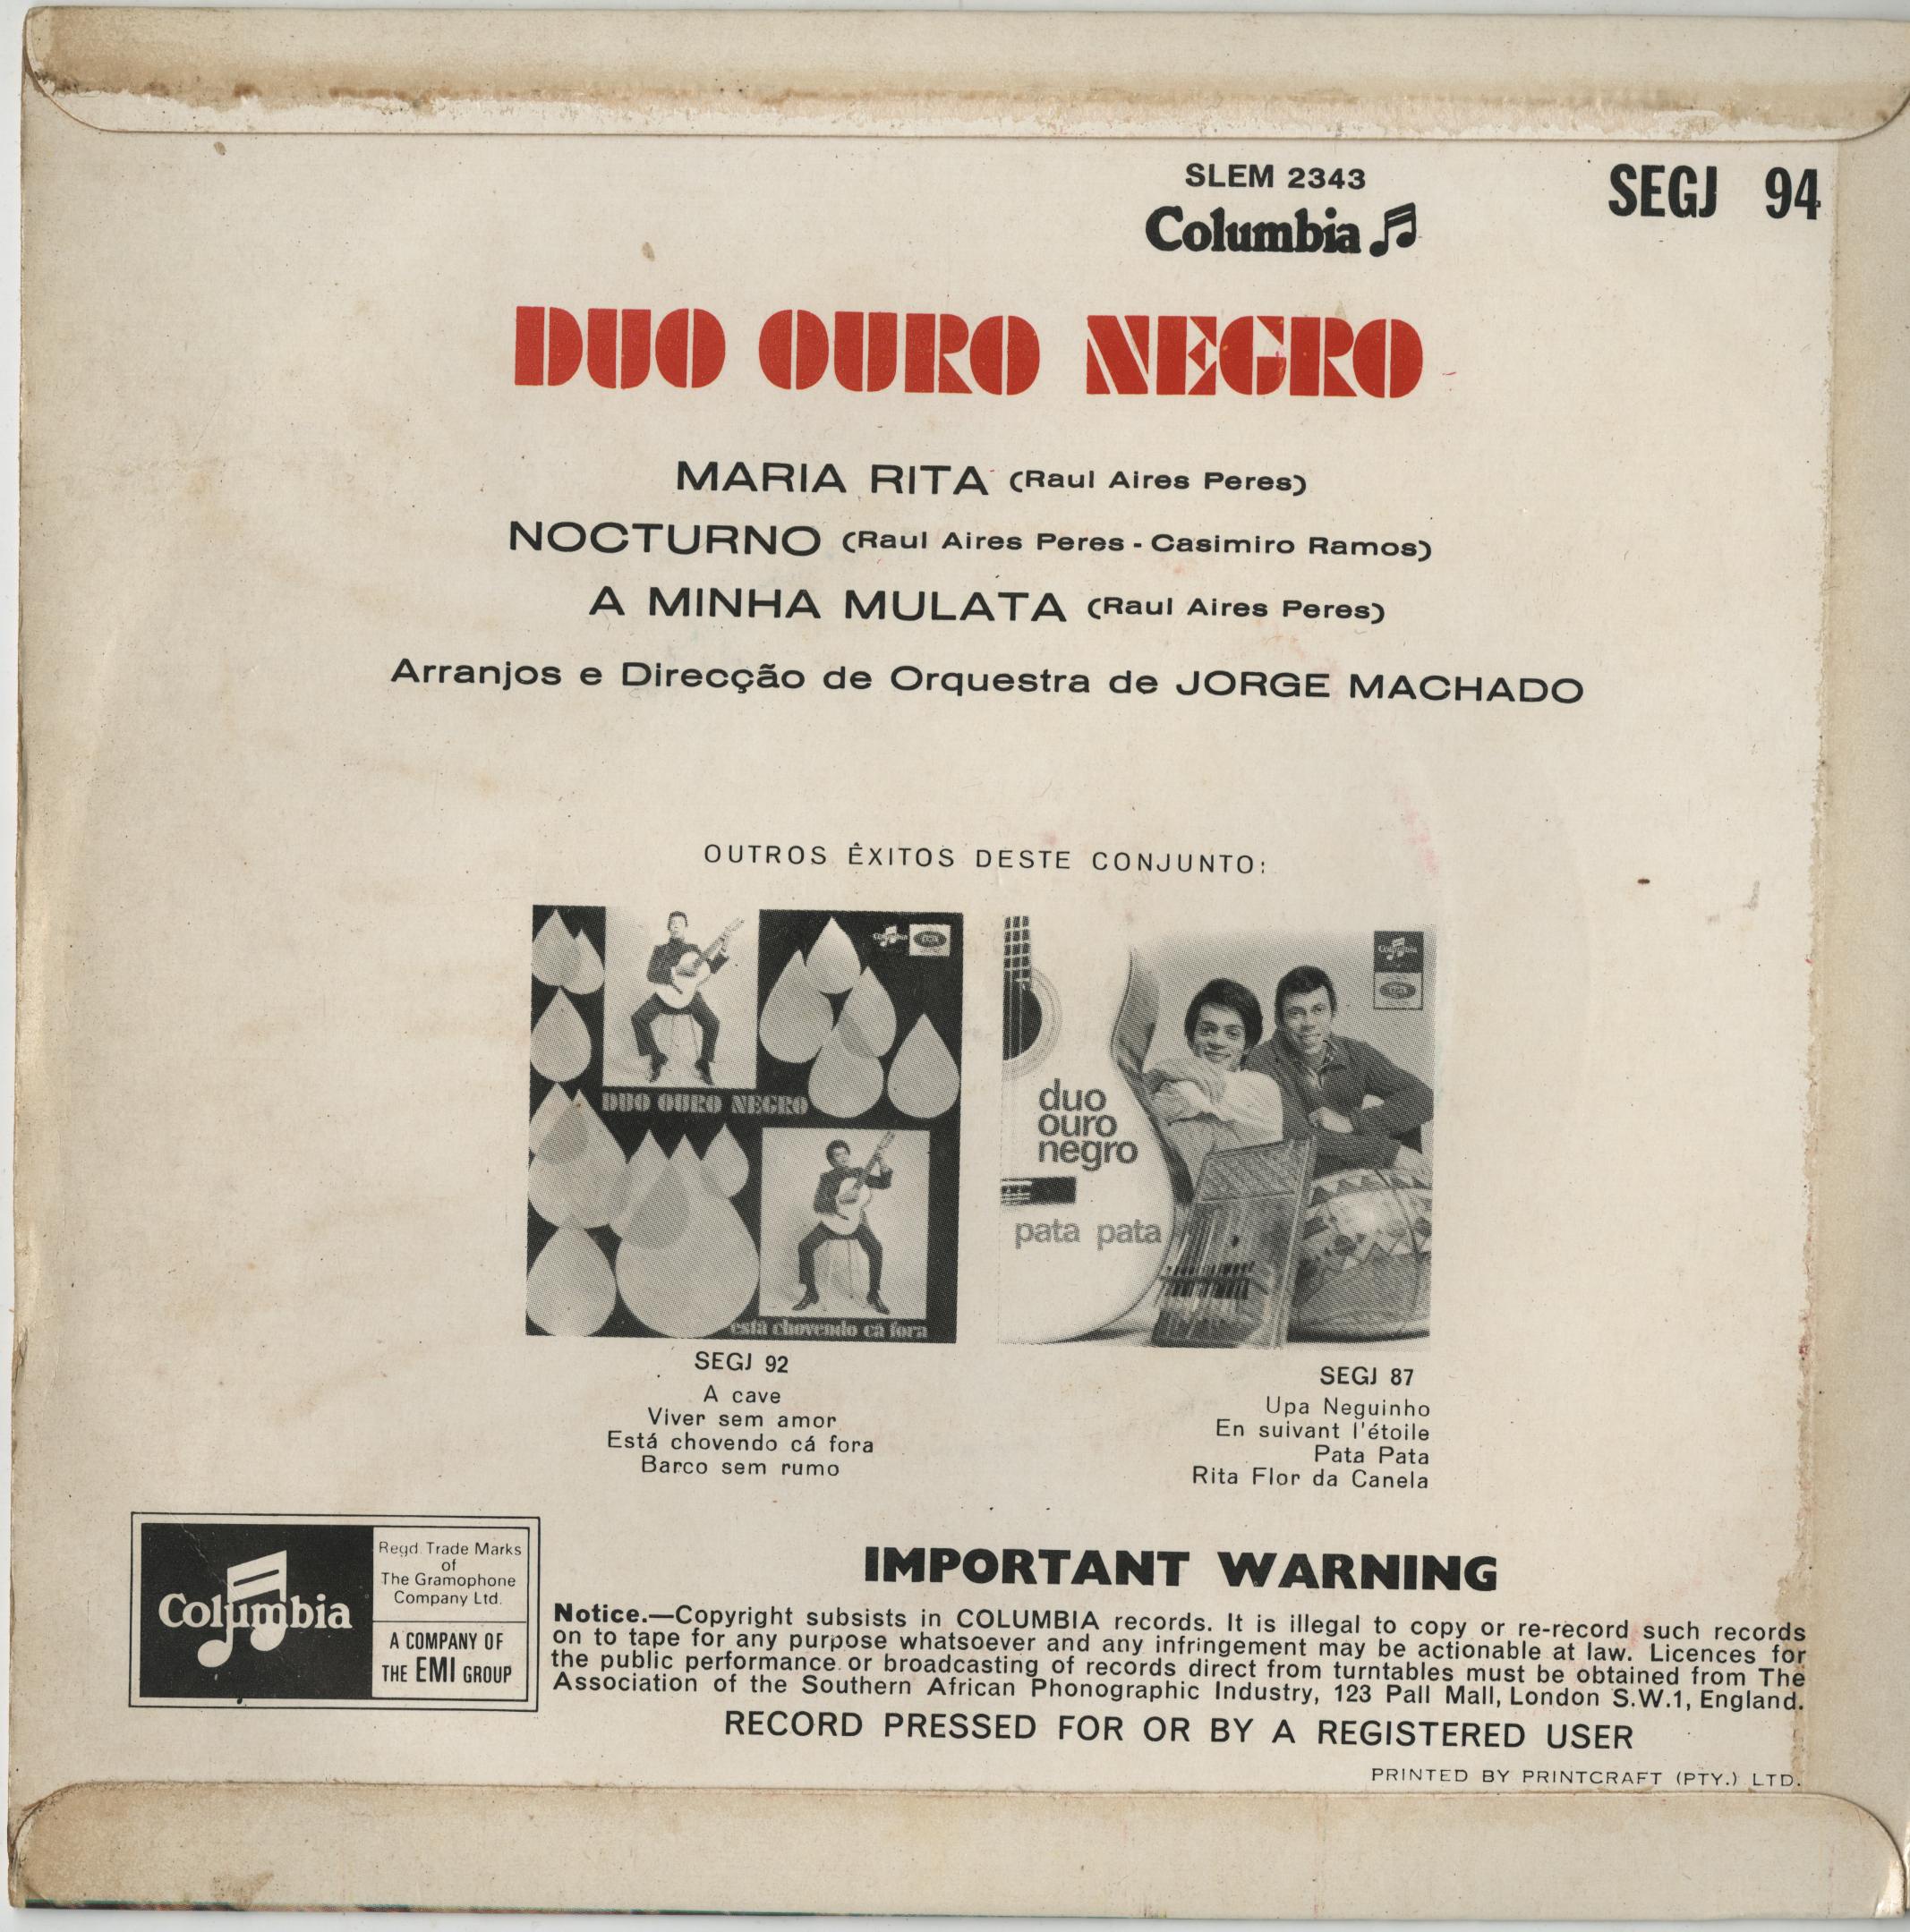 SLEM 2343
Columbia
SEGJ 94
DUO OURO NEGRO
MARIA RITA (Raul Aires Peres)
NOCTURNO (Raul Aires Peres - Casimiro Ramos)
A MINHA MULATA (Raul Aires Peres)
Arranjos e Direcção de Orquestra de JORGE MACHADO
OUTROS ÊXITOS DESTE CONJUNTO:
Columbia
EMI
DUO OURO NEGRO
está chovendo cá fora
Columbia
EMI
duo
ouro
negro
pata pata
SEGJ 92
A cave
Viver sem amor
Está chovendo cá fora
Barco sem rumo
SEGJ 87
Upa Neguinho
En suivant l'étoile
Pata Pata
Rita Flor da Canela
Columbia
Regd. Trade Marks
of
The Gramophone
Company Ltd.
A COMPANY OF
THE EMI GROUP
IMPORTANT WARNING
Notice.—Copyright subsists in COLUMBIA records. It is illegal to copy or re-record such records
on to tape for any purpose whatsoever and any infringement may be actionable at law. Licences for
the public performance or broadcasting of records direct from turntables must be obtained from The
Association of the Southern African Phonographic Industry, 123 Pall Mall, London S.W.1, England.
RECORD PRESSED FOR OR BY A REGISTERED USER
PRINTED BY PRINTCRAFT (PTY.) LTD.